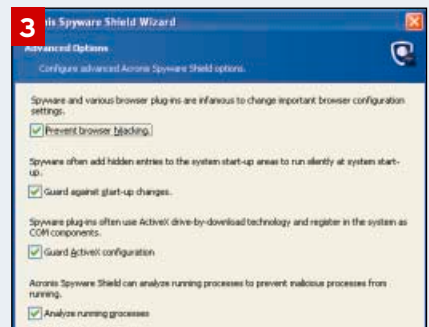 3
nis Spyware Shield Wizard
Advanced Options
Configure advanced Acronis Spyware Shield options.
Spyware and various browser plug-ins are infamous to change important browser configuration
settings.
Prevent browser hijacking.
Spyware often add hidden entries to the system start-up areas to run silently at system start-
up.
Guard against start-up changes.
Spyware plug-ins often use ActiveX drive-by-download technology and register in the system as
COM components.
Guard ActiveX configuration
Acronis Spyware Shield can analyze running processes to prevent malicious processes from
running.
Analyze running processes